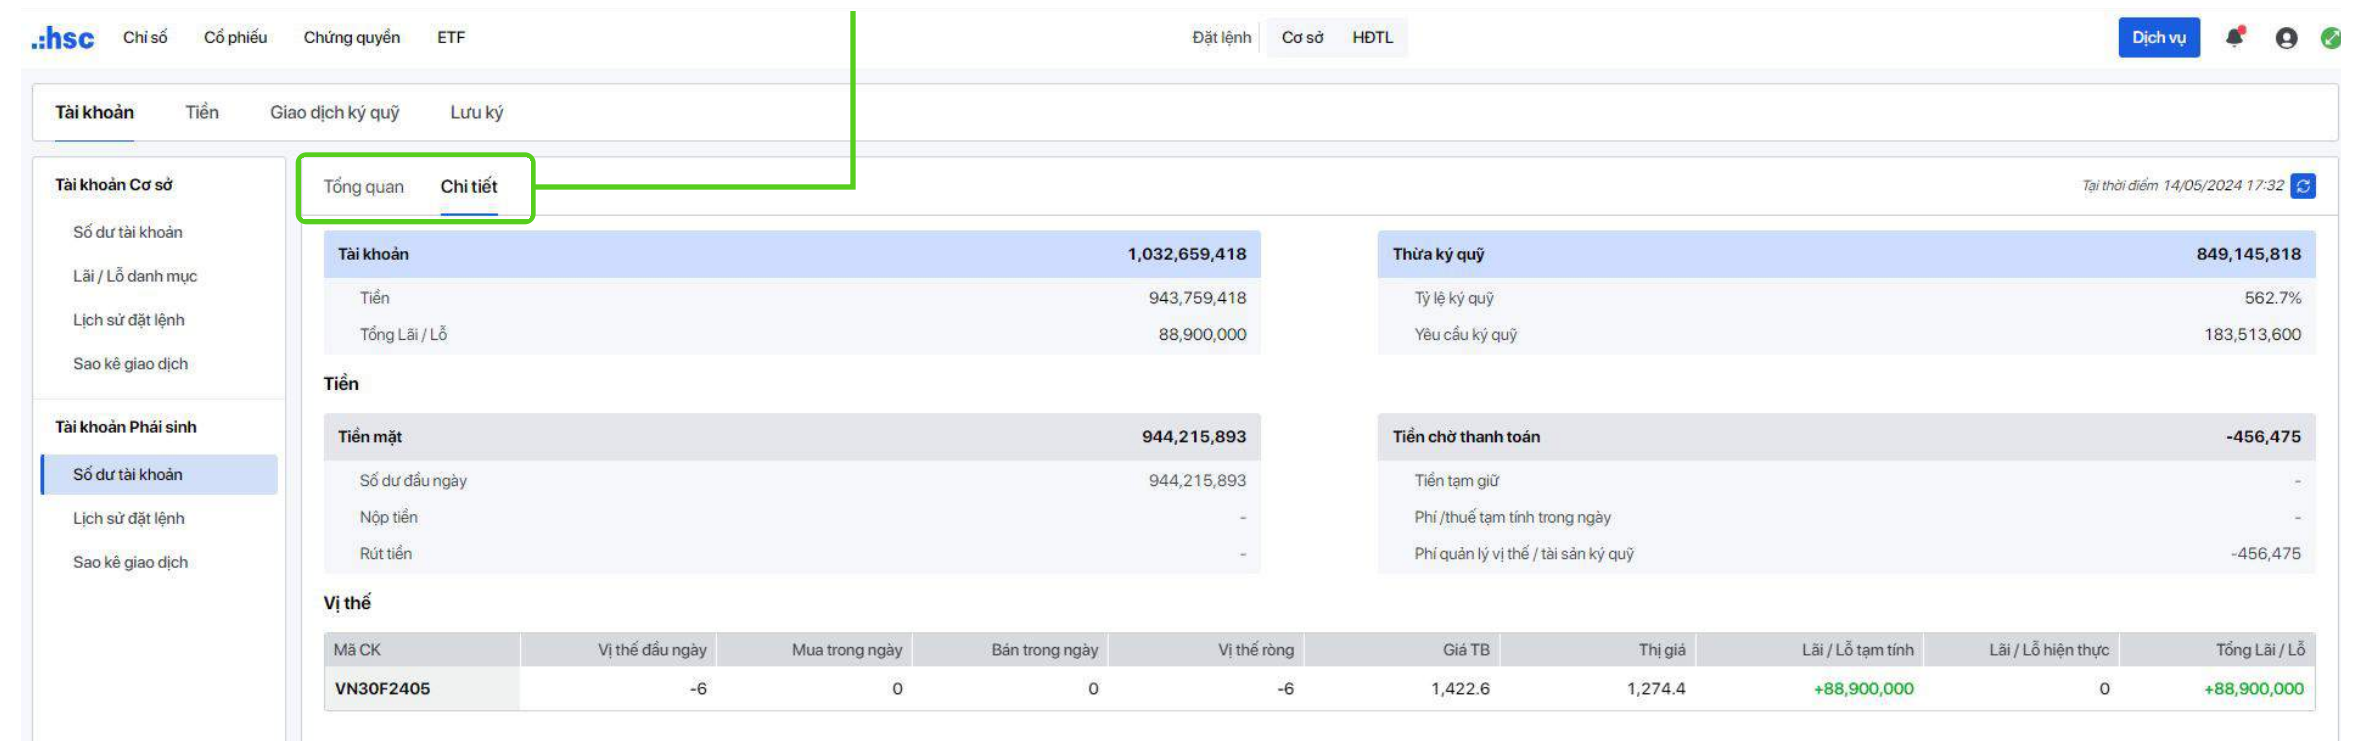 .:hsc Chỉ số Cổ phiếu Chứng quyền ETF Đặt lệnh Cơ sở HĐTL Dịch vụ
Tài khoản Tiền Giao dịch ký quỹ Lưu ký
Tài khoản Cơ sở
Số dư tài khoản
Lãi / Lỗ danh mục
Lịch sử đặt lệnh
Sao kê giao dịch
Tài khoản Phái sinh
Số dư tài khoản
Lịch sử đặt lệnh
Sao kê giao dịch
Tổng quan Chi tiết Tại thời điểm 14/05/2024 17:32
Tài khoản 1,032,659,418
Tiền 943,759,418
Tổng Lãi / Lỗ 88,900,000
Thừa ký quỹ 849,145,818
Tỷ lệ ký quỹ 562.7%
Yêu cầu ký quỹ 183,513,600
Tiền
Tiền mặt 944,215,893
Số dư đầu ngày 944,215,893
Nộp tiền -
Rút tiền -
Tiền chờ thanh toán -456,475
Tiền tạm giữ -
Phí /thuế tạm tính trong ngày -
Phí quản lý vị thế / tài sản ký quỹ -456,475
Vị thế
Mã CK Vị thế đầu ngày Mua trong ngày Bán trong ngày Vị thế ròng Giá TB Thị giá Lãi / Lỗ tạm tính Lãi / Lỗ hiện thực Tổng Lãi / Lỗ
VN30F2405 -6 0 0 -6 1,422.6 1,274.4 +88,900,000 0 +88,900,000